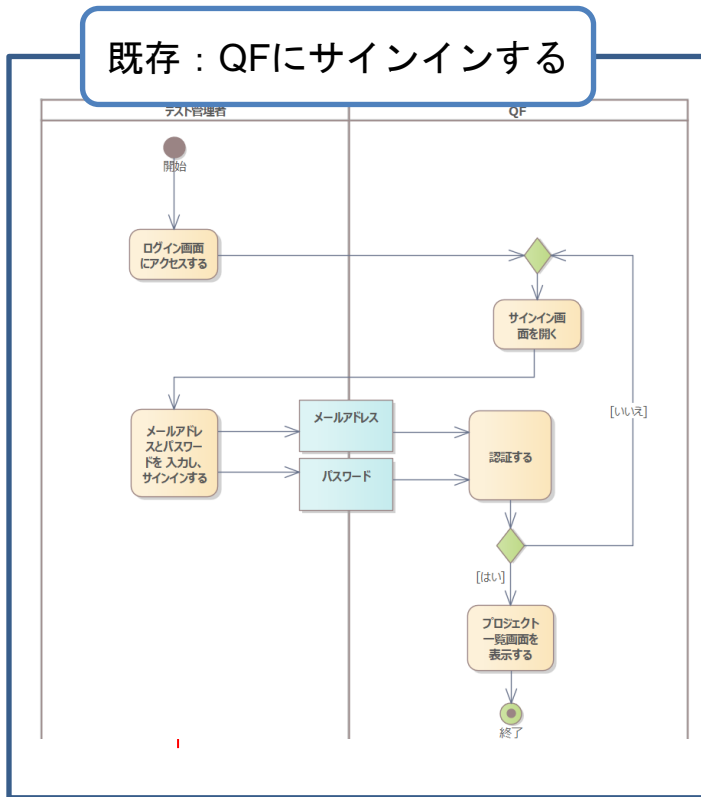 既存：QFにサインインする
テスト管理者
QF
開始
ログイン画面
にアクセスする
サインイン画
面を開く
メールアドレ
スとパスワー
ドを 入力し、
サインインする
メールアドレス
パスワード
認証する
[いいえ]
[はい]
プロジェクト
一覧画面を
表示する
終了